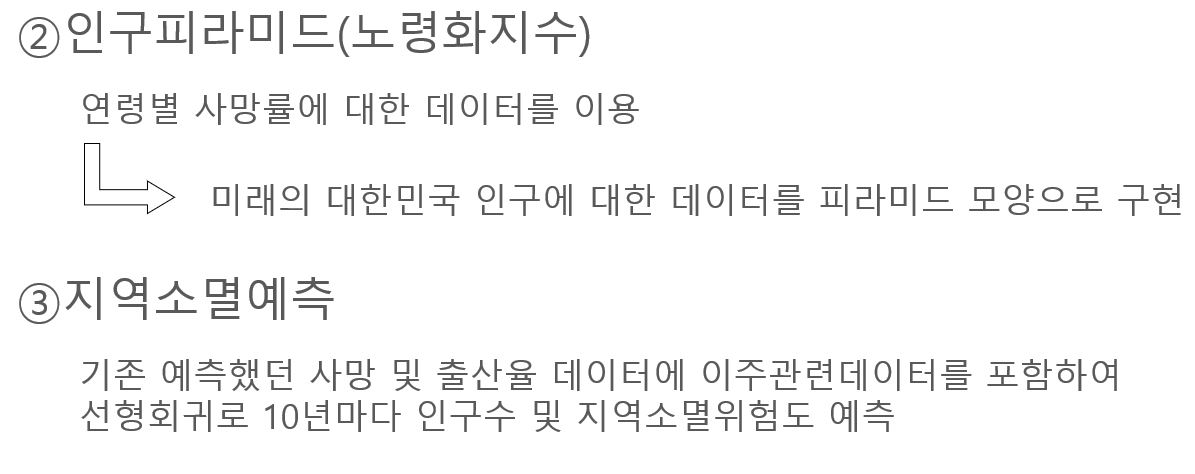 ②인구피라미드(노령화지수)
연령별 사망률에 대한 데이터를 이용
미래의 대한민국 인구에 대한 데이터를 피라미드 모양으로 구현
③지역소멸예측
기존 예측했던 사망 및 출산율 데이터에 이주관련데이터를 포함하여
선형회귀로 10년마다 인구수 및 지역소멸위험도 예측